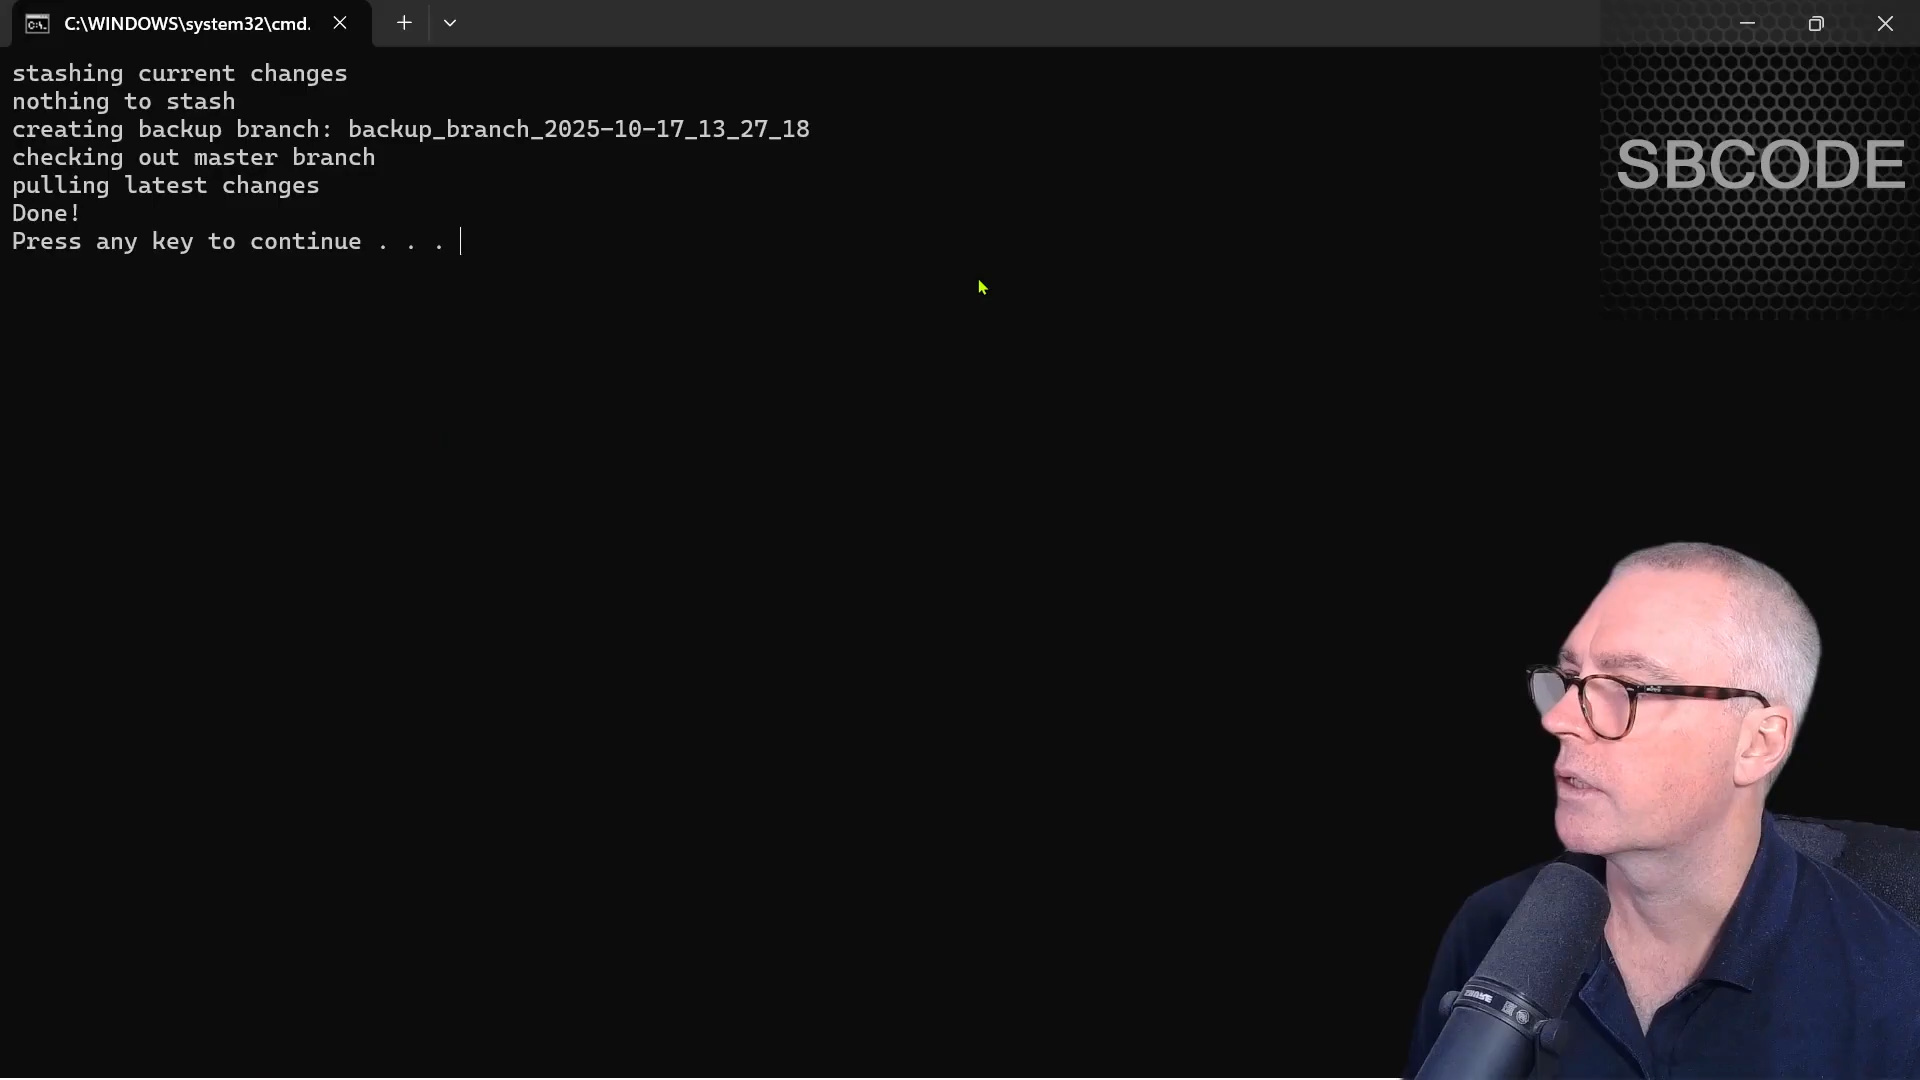 C:\WINDOWS\system32\cmd.
stashing current changes
nothing to stash
creating backup branch: backup_branch_2025-10-17_13_27_18
checking out master branch
pulling latest changes
Done!
Press any key to continue . . .
SBCODE